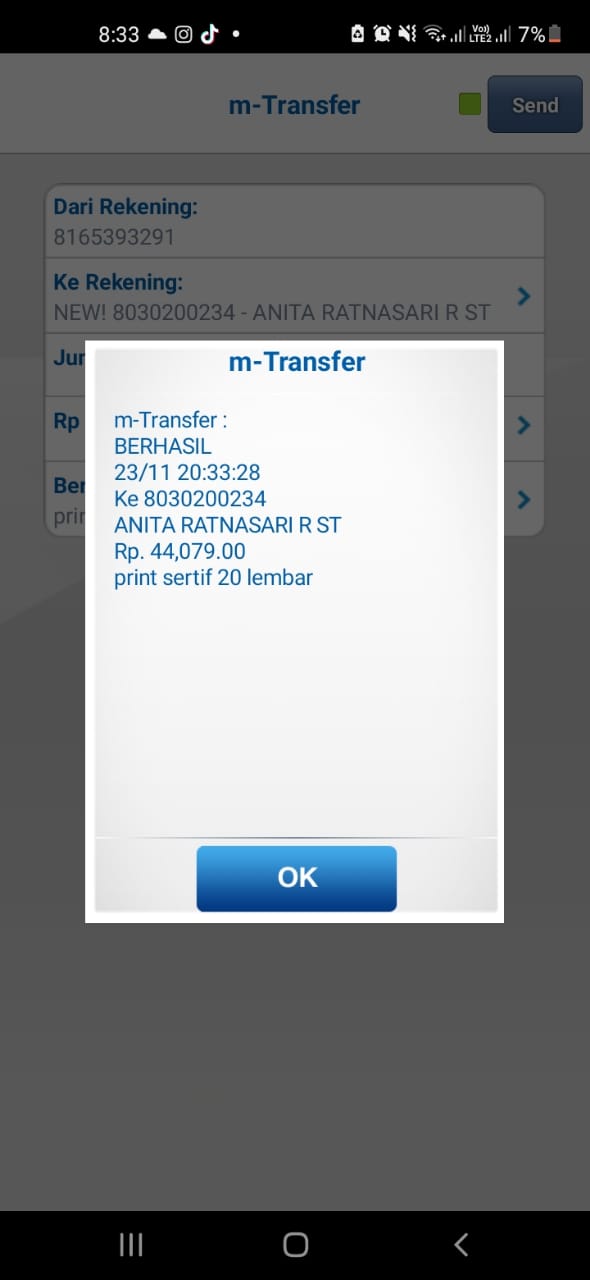 8:33
7%
m-Transfer
Send
Dari Rekening:
8165393291
Ke Rekening:
NEW! 8030200234 - ANITA RATNASARI R ST
Jur
Rp
Ber
prir
m-Transfer
m-Transfer :
BERHASIL
23/11 20:33:28
Ke 8030200234
ANITA RATNASARI R ST
Rp. 44,079.00
print sertif 20 lembar
OK